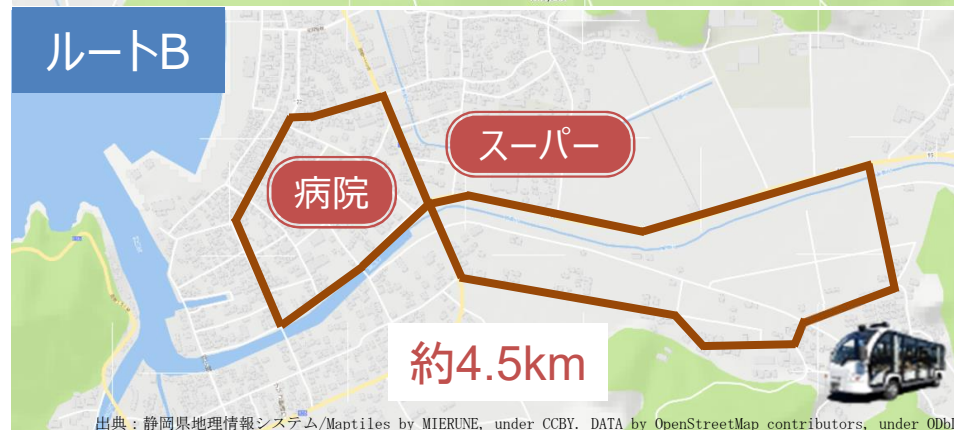 ルートB
スーパー
病院
約4.5km
出典:静岡県地理情報システム/Maptiles by MIERUNE, under CCBY. DATA by OpenStreetMap contributors, under ODbL